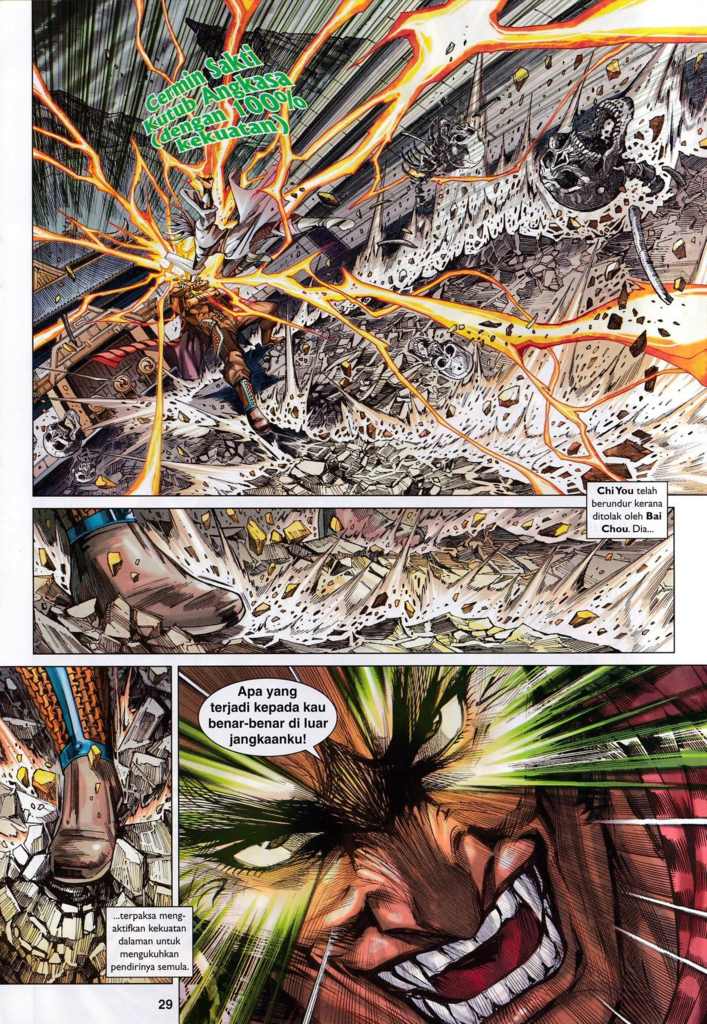 Cermin Sakti
Kutub Angkasa
(dengan 100%
kekuatan)
Chi You telah
berundur kerana
ditolak oleh Bai
Chou. Dia...
Apa yang
terjadi kepada kau
benar-benar di luar
jangkaanku!
...terpaksa meng-
aktifkan kekuatan
dalaman untuk
mengukuhkan
pendirinya semula.
29